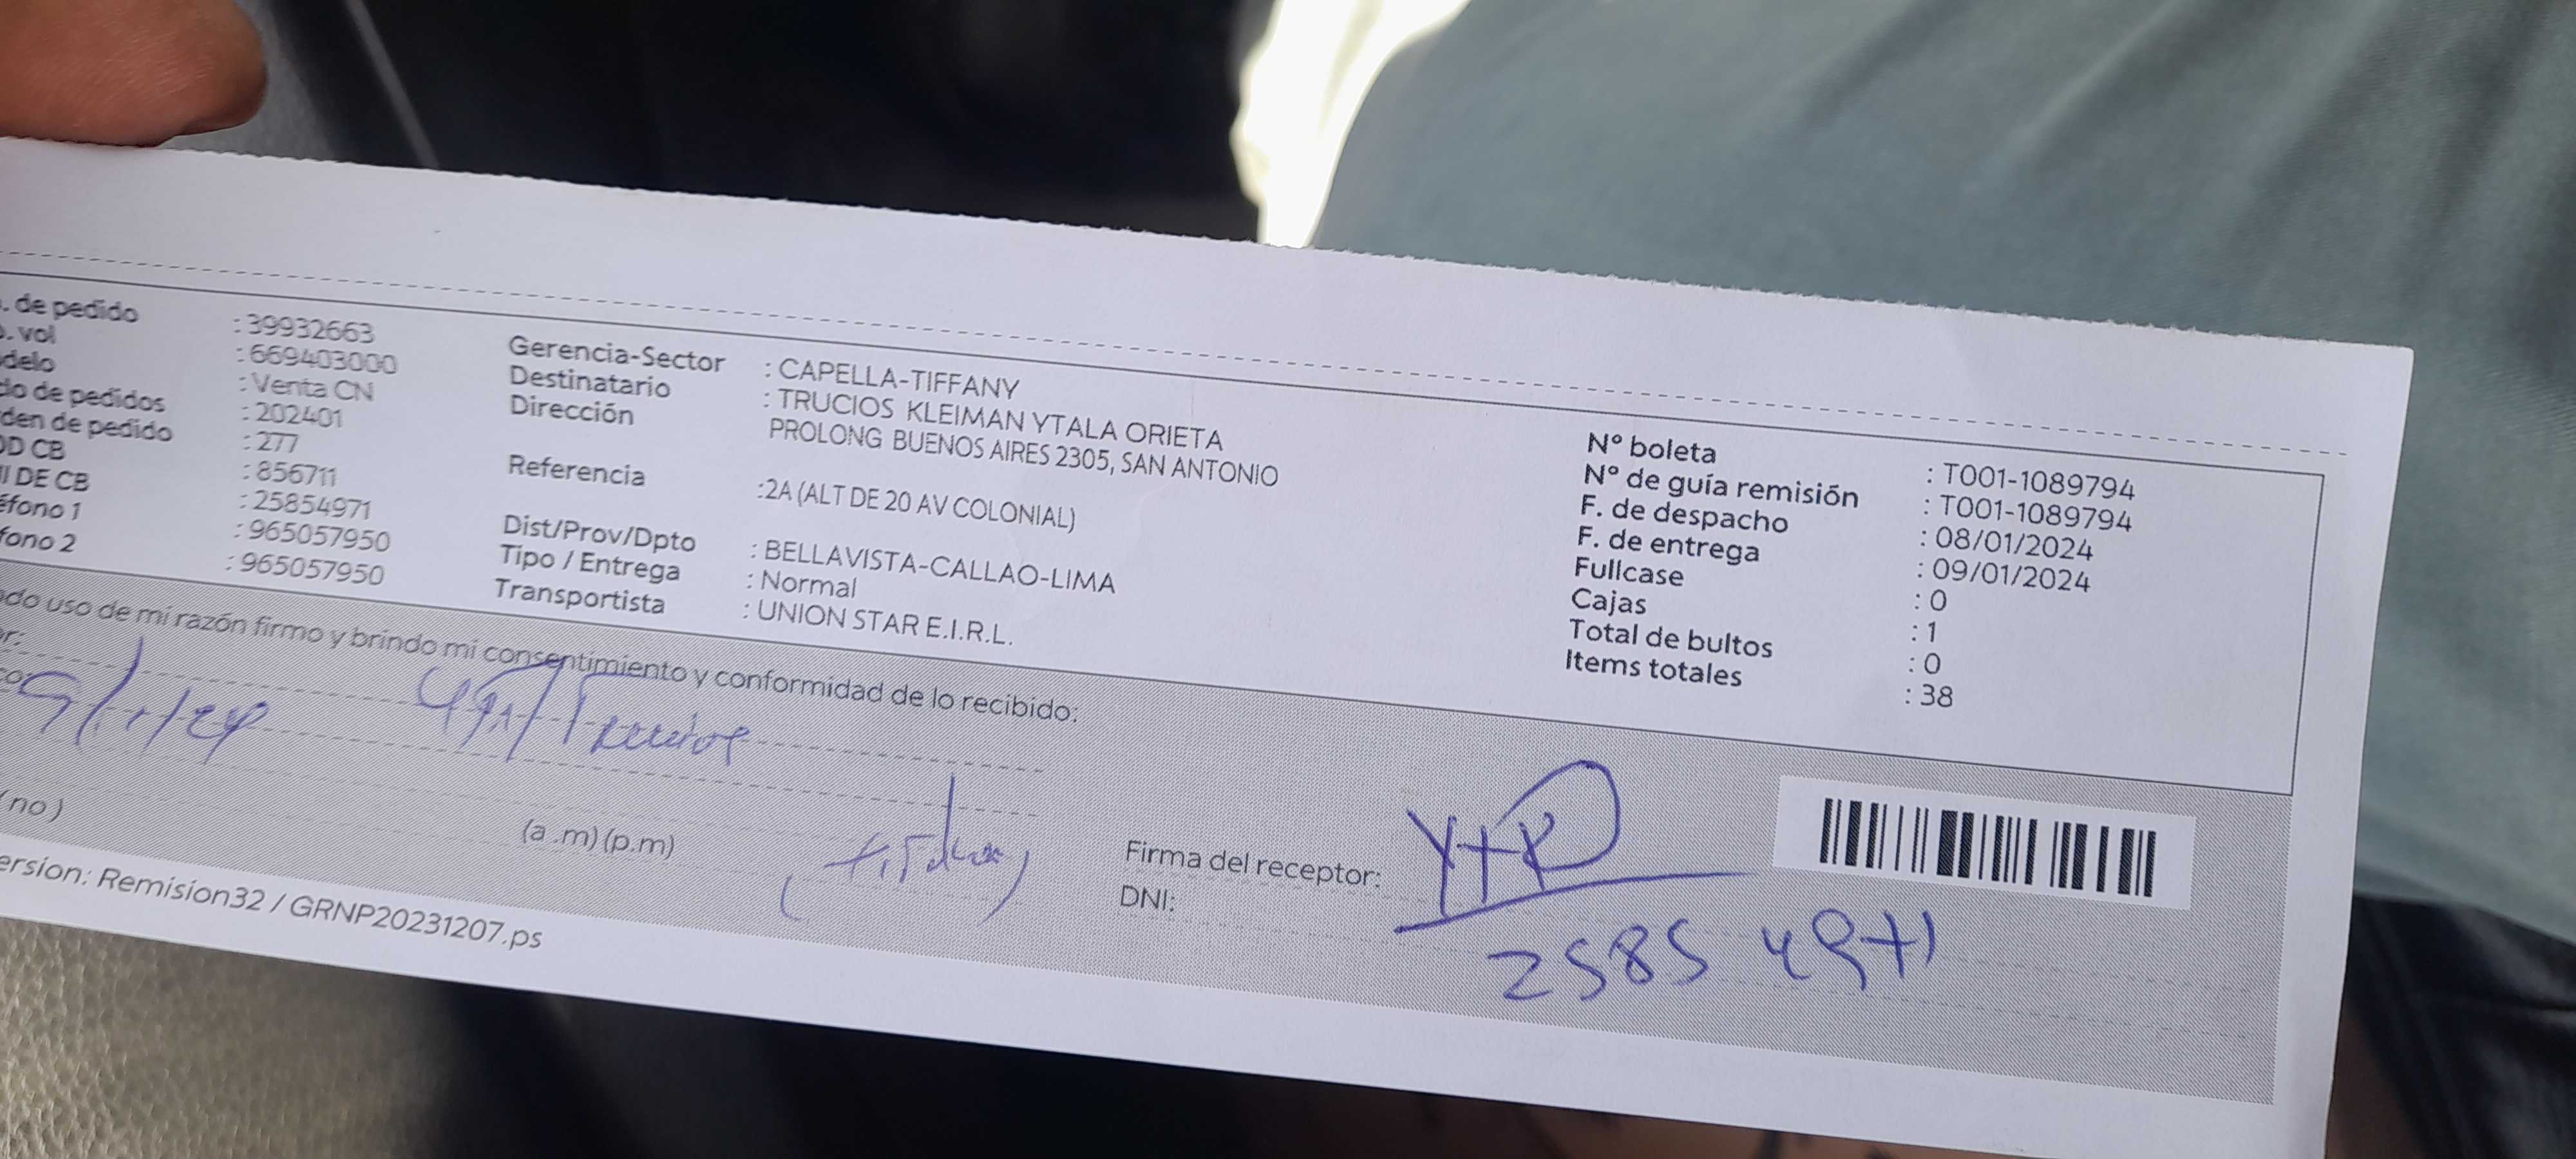 . de pedido : 39932663
. vol : 669403000
delo : Venta CN
do de pedidos : 202401
den de pedido : 277
OD CB : 856711
I DE CB : 25854971
éfono 1 : 965057950
fono 2 : 965057950
Gerencia-Sector : CAPELLA-TIFFANY
Destinatario : TRUCIOS KLEIMAN YTALA ORIETA
Dirección PROLONG BUENOS AIRES 2305, SAN ANTONIO
Referencia :2A (ALT DE 20 AV COLONIAL)
Dist/Prov/Dpto : BELLAVISTA-CALLAO-LIMA
Tipo / Entrega : Normal
Transportista : UNION STAR E.I.R.L.
Nº boleta : T001-1089794
Nº de guía remisión : T001-1089794
F. de despacho : 08/01/2024
F. de entrega : 09/01/2024
Fullcase : 0
Cajas : 1
Total de bultos : 0
Items totales : 38
do uso de mi razón firmo y brindo mi consentimiento y conformidad de lo recibido:
r:
9/1/24
(no)
(a .m) (p.m)
Firma del receptor:
DNI: 2585 4971
ersion: Remision32 / GRNP20231207.ps